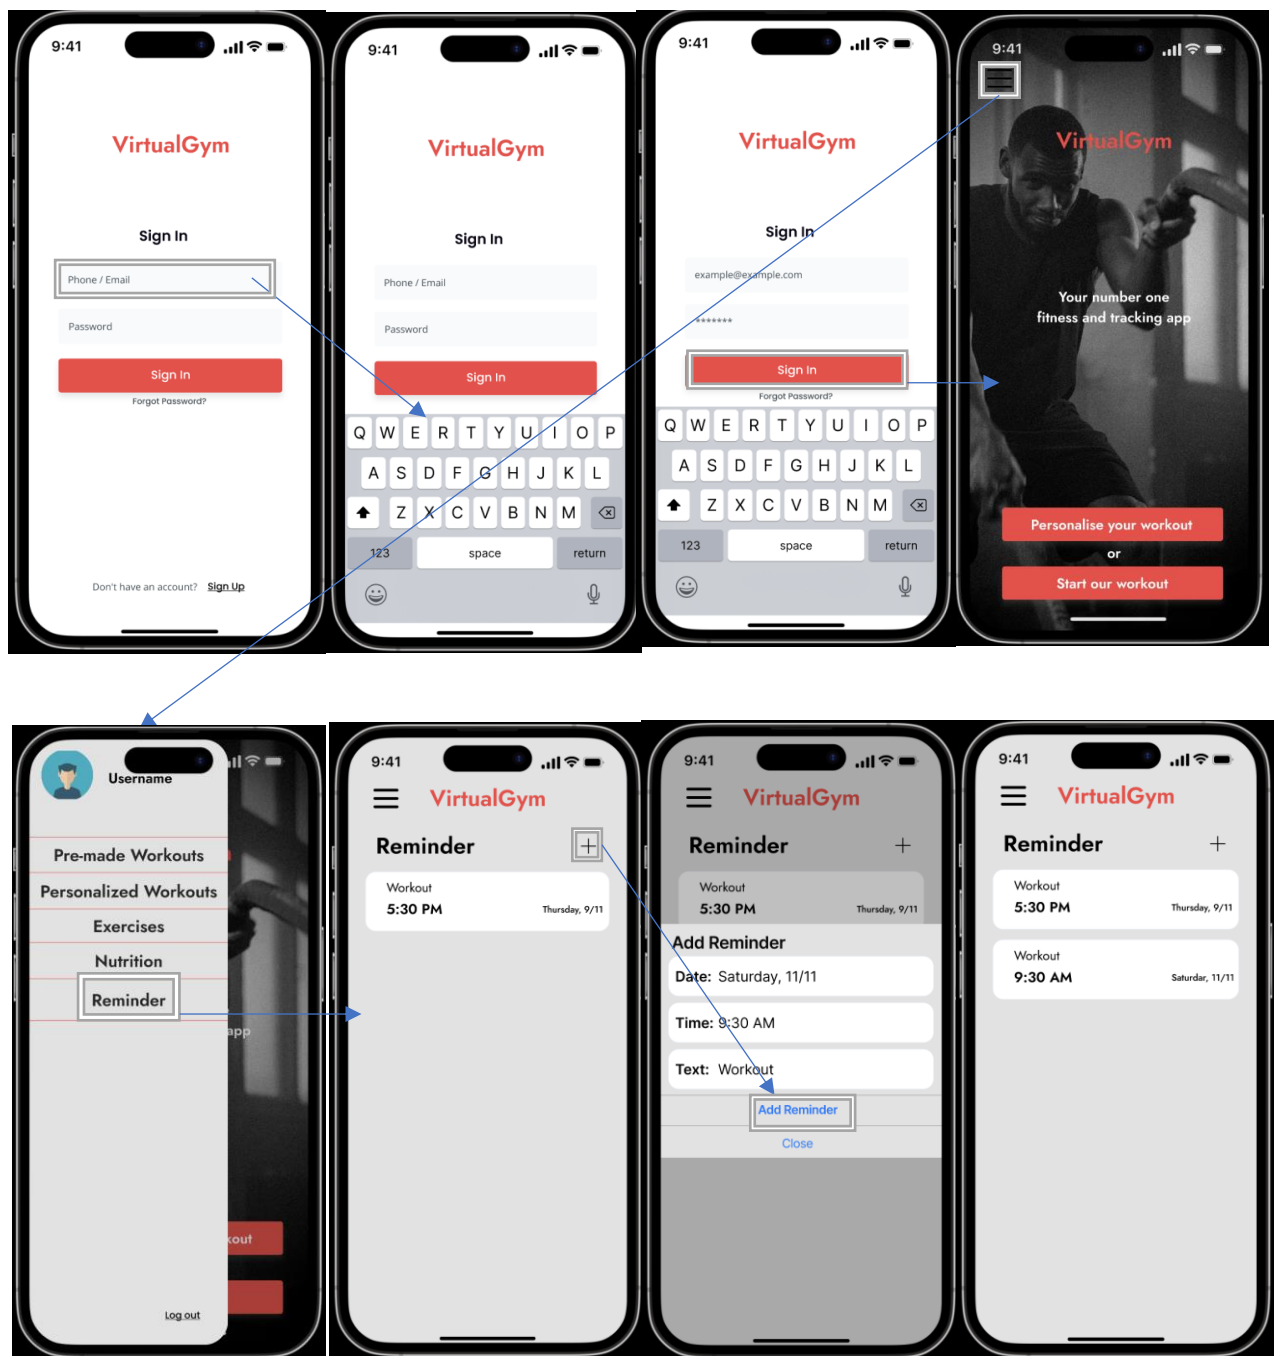 9:41
VirtualGym
Sign In
Phone / Email
Password
Sign In
Forgot Password?
Don't have an account? Sign Up
9:41
VirtualGym
Sign In
Phone / Email
Password
Sign In
Q W E R T Y U I O P
A S D F G H J K L
Z X C V B N M
123 space return
9:41
VirtualGym
Sign In
example@example.com
*******
Sign In
Forgot Password?
Q W E R T Y U I O P
A S D F G H J K L
Z X C V B N M
123 space return
9:41
VirtualGym
Your number one
fitness and tracking app
Personalise your workout
or
Start our workout
Username
Pre-made Workouts
Personalized Workouts
Exercises
Nutrition
Reminder
app
kout
Log out
9:41
VirtualGym
Reminder +
Workout
5:30 PM Thursday, 9/11
9:41
VirtualGym
Reminder +
Workout
5:30 PM Thursday, 9/11
Add Reminder
Date: Saturday, 11/11
Time: 9:30 AM
Text: Workout
Add Reminder
Close
9:41
VirtualGym
Reminder +
Workout
5:30 PM Thursday, 9/11
Workout
9:30 AM Saturdar, 11/11